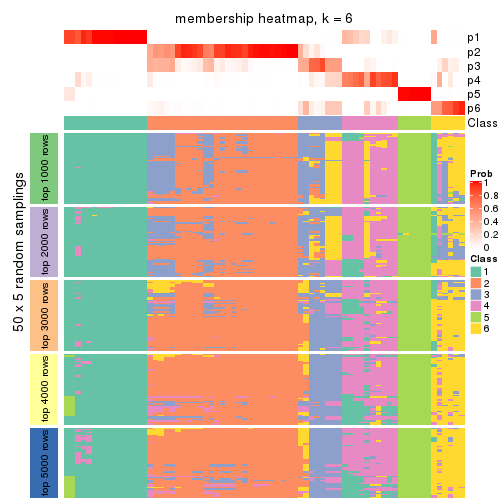 membership heatmap, k = 6
p1
p2
p3
p4
p5
p6
Class
50 x 5 random samplings
top 1000 rows
top 2000 rows
top 3000 rows
top 4000 rows
top 5000 rows
Prob
1
0.8
0.6
0.4
0.2
0
Class
1
2
3
4
5
6